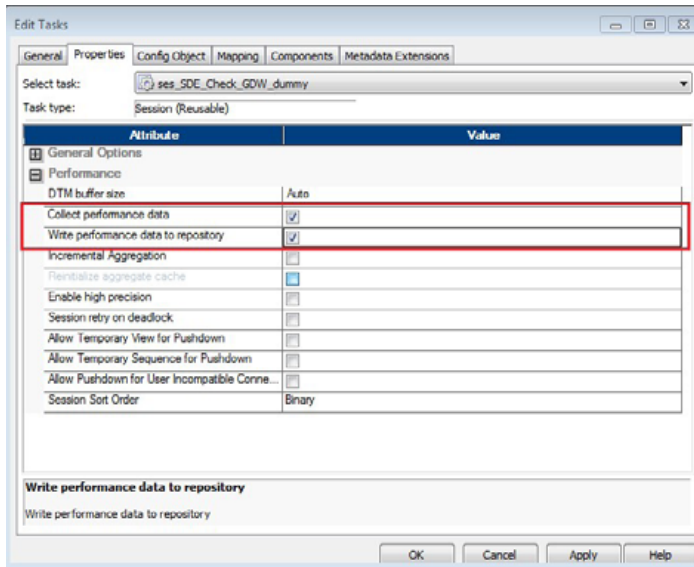 Edit Tasks
General Properties Config Object Mapping Components Metadata Extensions
Select task: ses_SDE_Check_GDW_dummy
Task type: Session (Reusable)
Attribute Value
General Options
Performance
DTM buffer size Auto
Collect performance data
Write performance data to repository
Incremental Aggregation
Reinitialize aggregate cache
Enable high precision
Session retry on deadlock
Allow Temporary View for Pushdown
Allow Temporary Sequence for Pushdown
Allow Pushdown for User Incompatible Conne...
Session Sort Order Binary
Write performance data to repository
Write performance data to repository
OK Cancel Apply Help